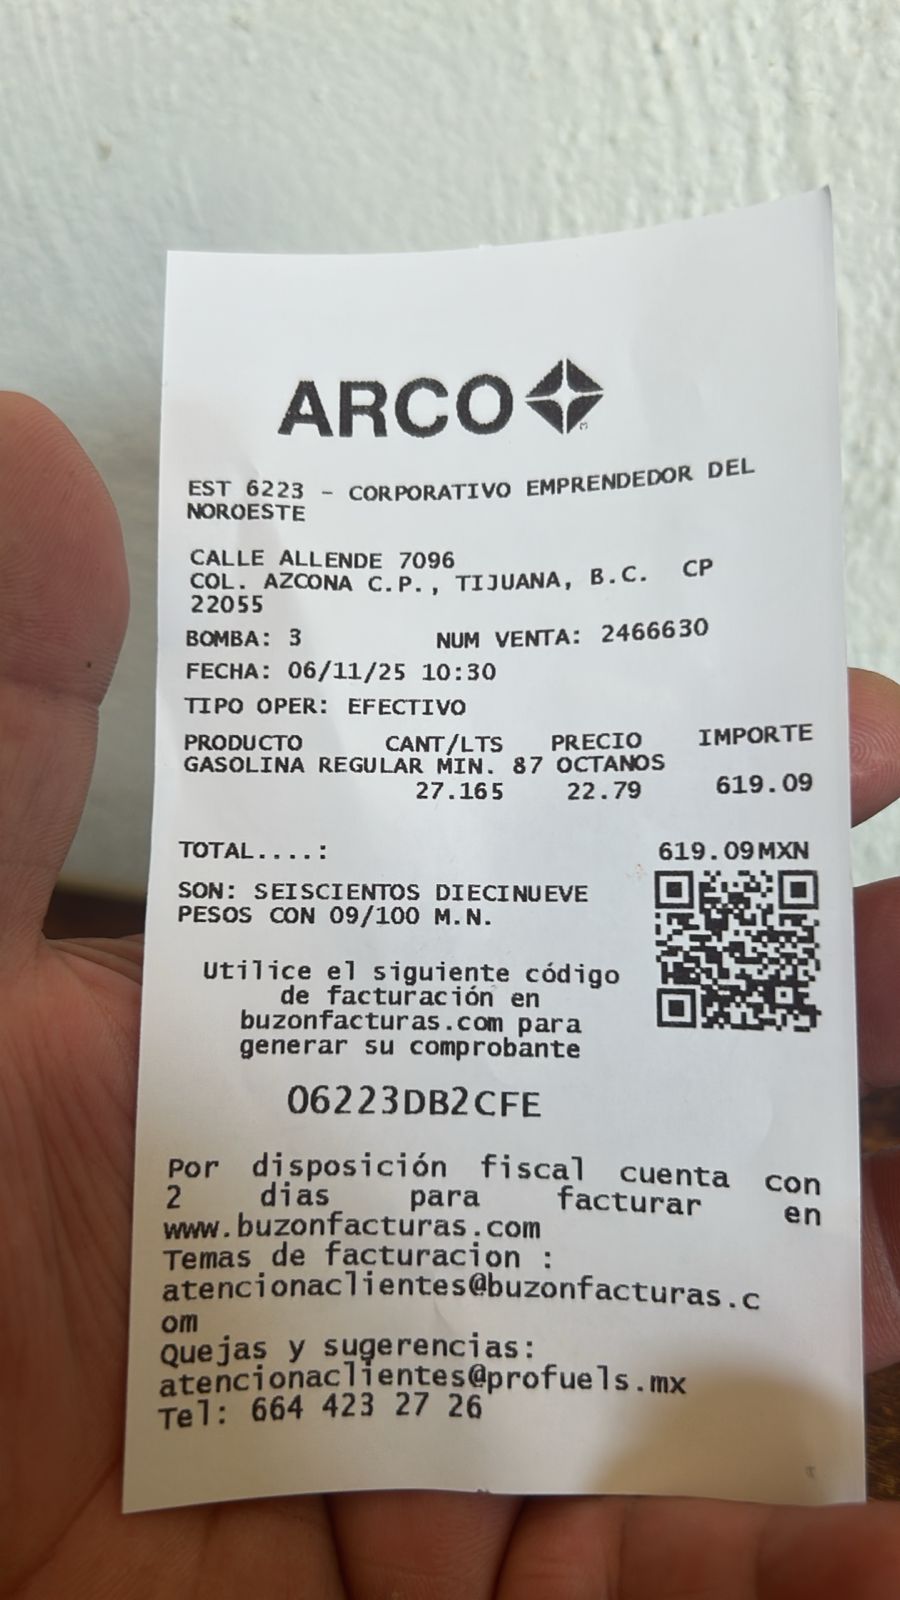 ARCO
EST 6223 - CORPORATIVO EMPRENDEDOR DEL
NOROESTE
CALLE ALLENDE 7096
COL. AZCONA C.P., TIJUANA, B.C. CP
22055
BOMBA: 3 NUM VENTA: 2466630
FECHA: 06/11/25 10:30
TIPO OPER: EFECTIVO
PRODUCTO CANT/LTS PRECIO IMPORTE
GASOLINA REGULAR MIN. 87 OCTANOS
27.165 22.79 619.09
TOTAL....: 619.09MXN
SON: SEISCIENTOS DIECINUEVE
PESOS CON 09/100 M.N.
Utilice el siguiente código
de facturación en
buzonfacturas.com para
generar su comprobante
06223DB2CFE
Por disposición fiscal cuenta con
2 dias para facturar en
www.buzonfacturas.com
Temas de facturacion :
atencionaclientes@buzonfacturas.c
om
Quejas y sugerencias:
atencionaclientes@profuels.mx
Tel: 664 423 27 26